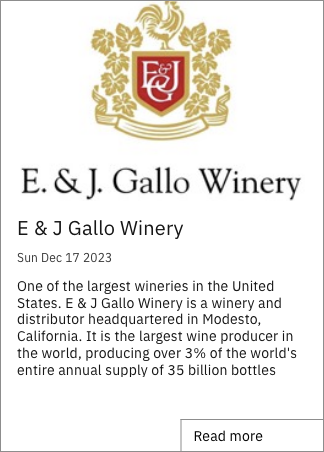 E&J
G
E. & J. Gallo Winery
E & J Gallo Winery
Sun Dec 17 2023
One of the largest wineries in the United
States. E & J Gallo Winery is a winery and
distributor headquartered in Modesto,
California. It is the largest wine producer in
the world, producing over 3% of the world's
entire annual supply of 35 billion bottles
Read more